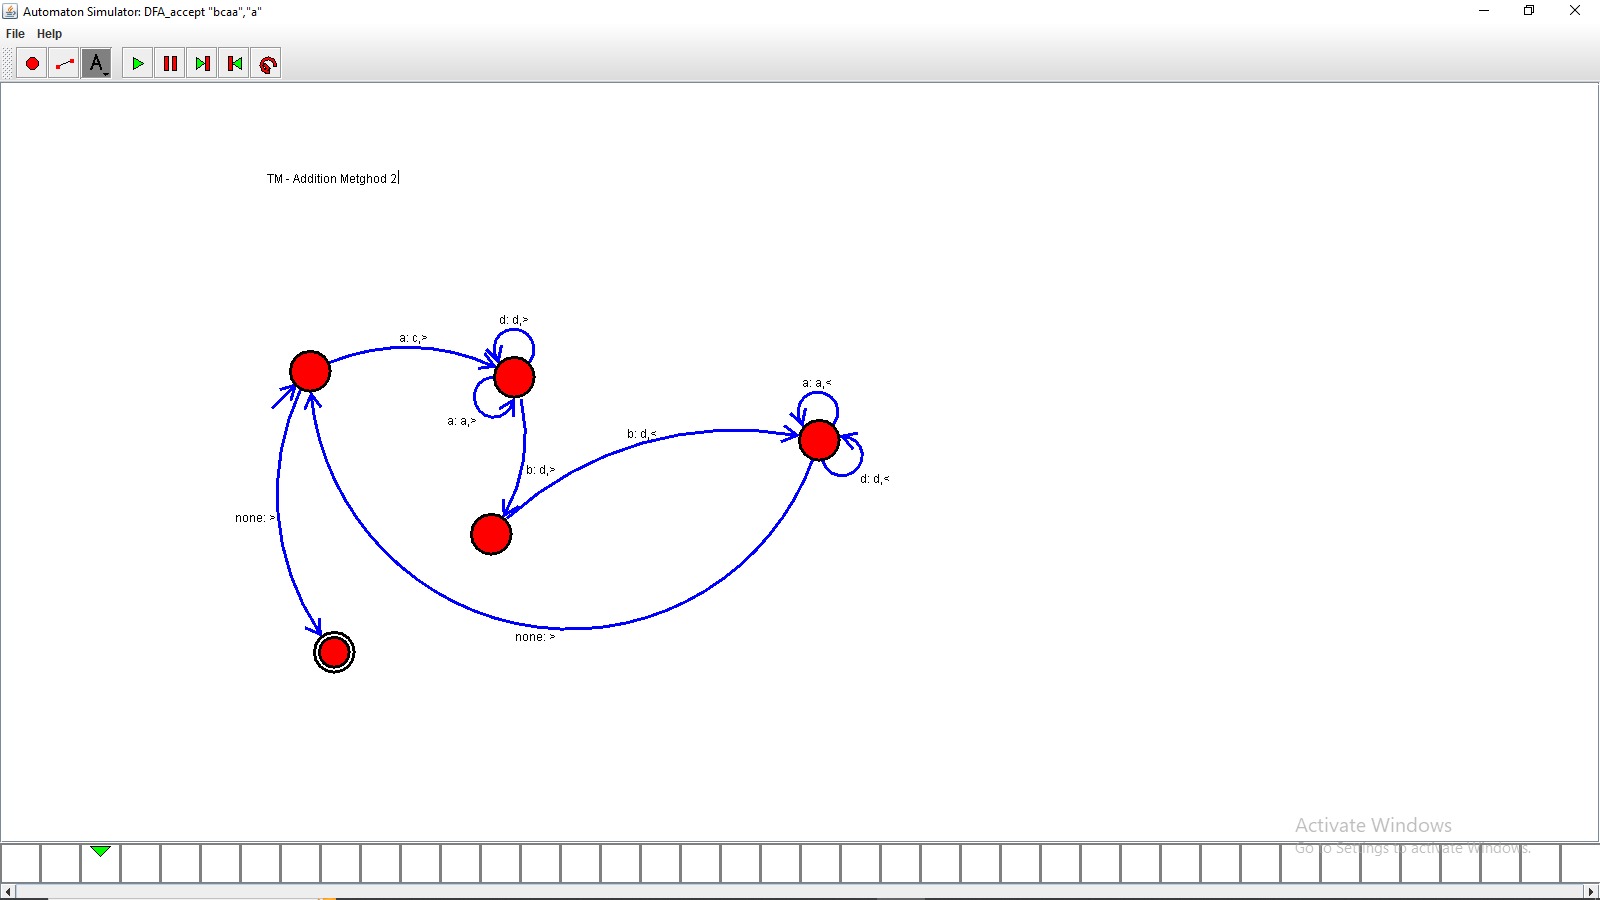 Automaton Simulator: DFA_accept "bcaa","a"
File Help
A
TM - Addition Metghod 2
d: d,>
a: c,>
a: a,<
a: a,>
b: d,<
b: d,>
d: d,<
none: >
none: >
Activate Windows
Go to Settings to activate Windows.